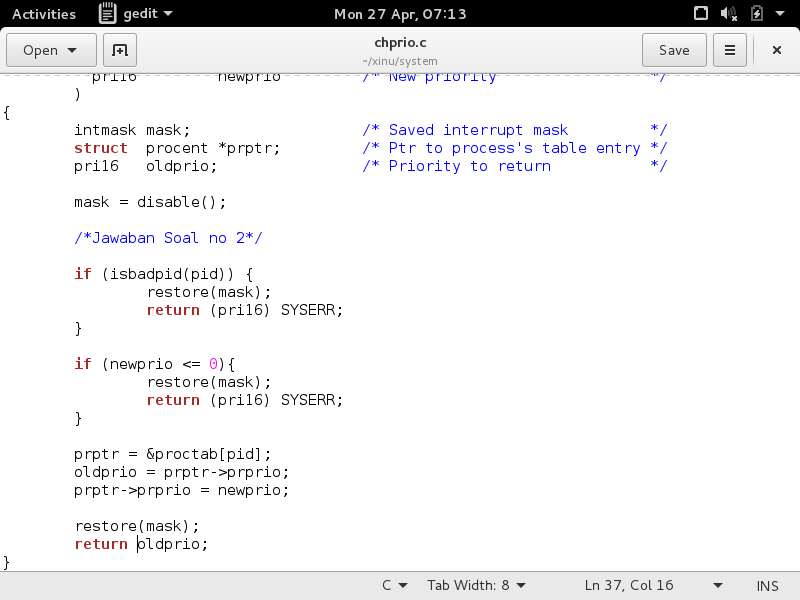 Activities gedit Mon 27 Apr, 07:13
Open chprio.c Save
~/xinu/system
pri16 newprio /* New priority */
)
{
intmask mask; /* Saved interrupt mask */
struct procent *prptr; /* Ptr to process's table entry */
pri16 oldprio; /* Priority to return */
mask = disable();
/*Jawaban Soal no 2*/
if (isbadpid(pid)) {
restore(mask);
return (pri16) SYSERR;
}
if (newprio <= 0){
restore(mask);
return (pri16) SYSERR;
}
prptr = &proctab[pid];
oldprio = prptr->prprio;
prptr->prprio = newprio;
restore(mask);
return oldprio;
}
C Tab Width: 8 Ln 37, Col 16 INS